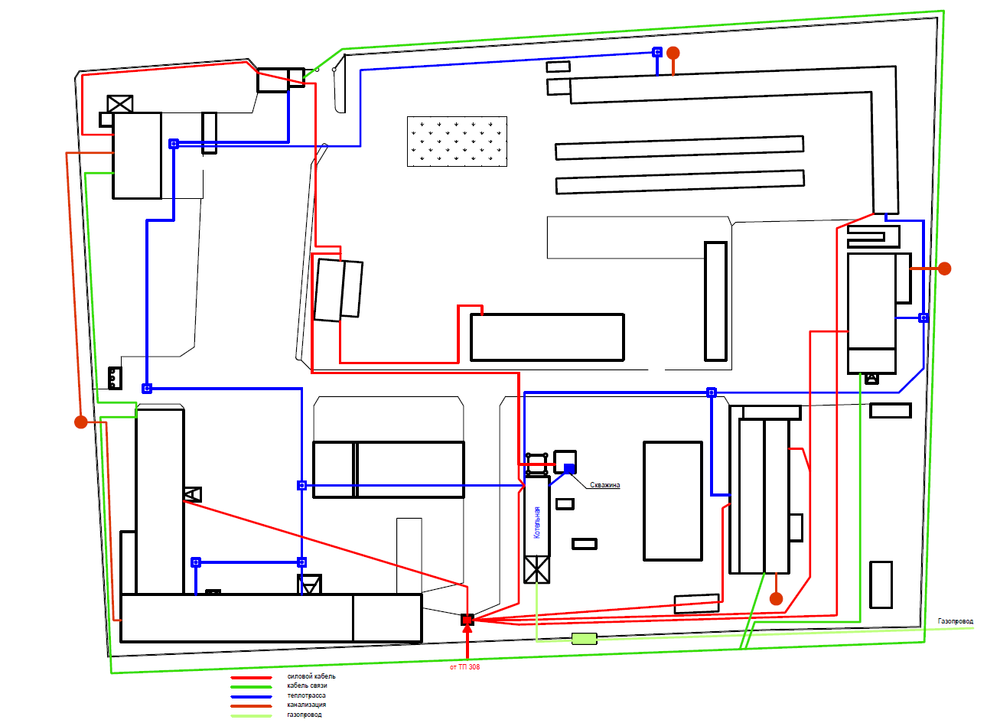 Скважина
Котельная
Газопровод
от ТП 308
силовой кабель
кабель связи
теплотрасса
канализация
газопровод